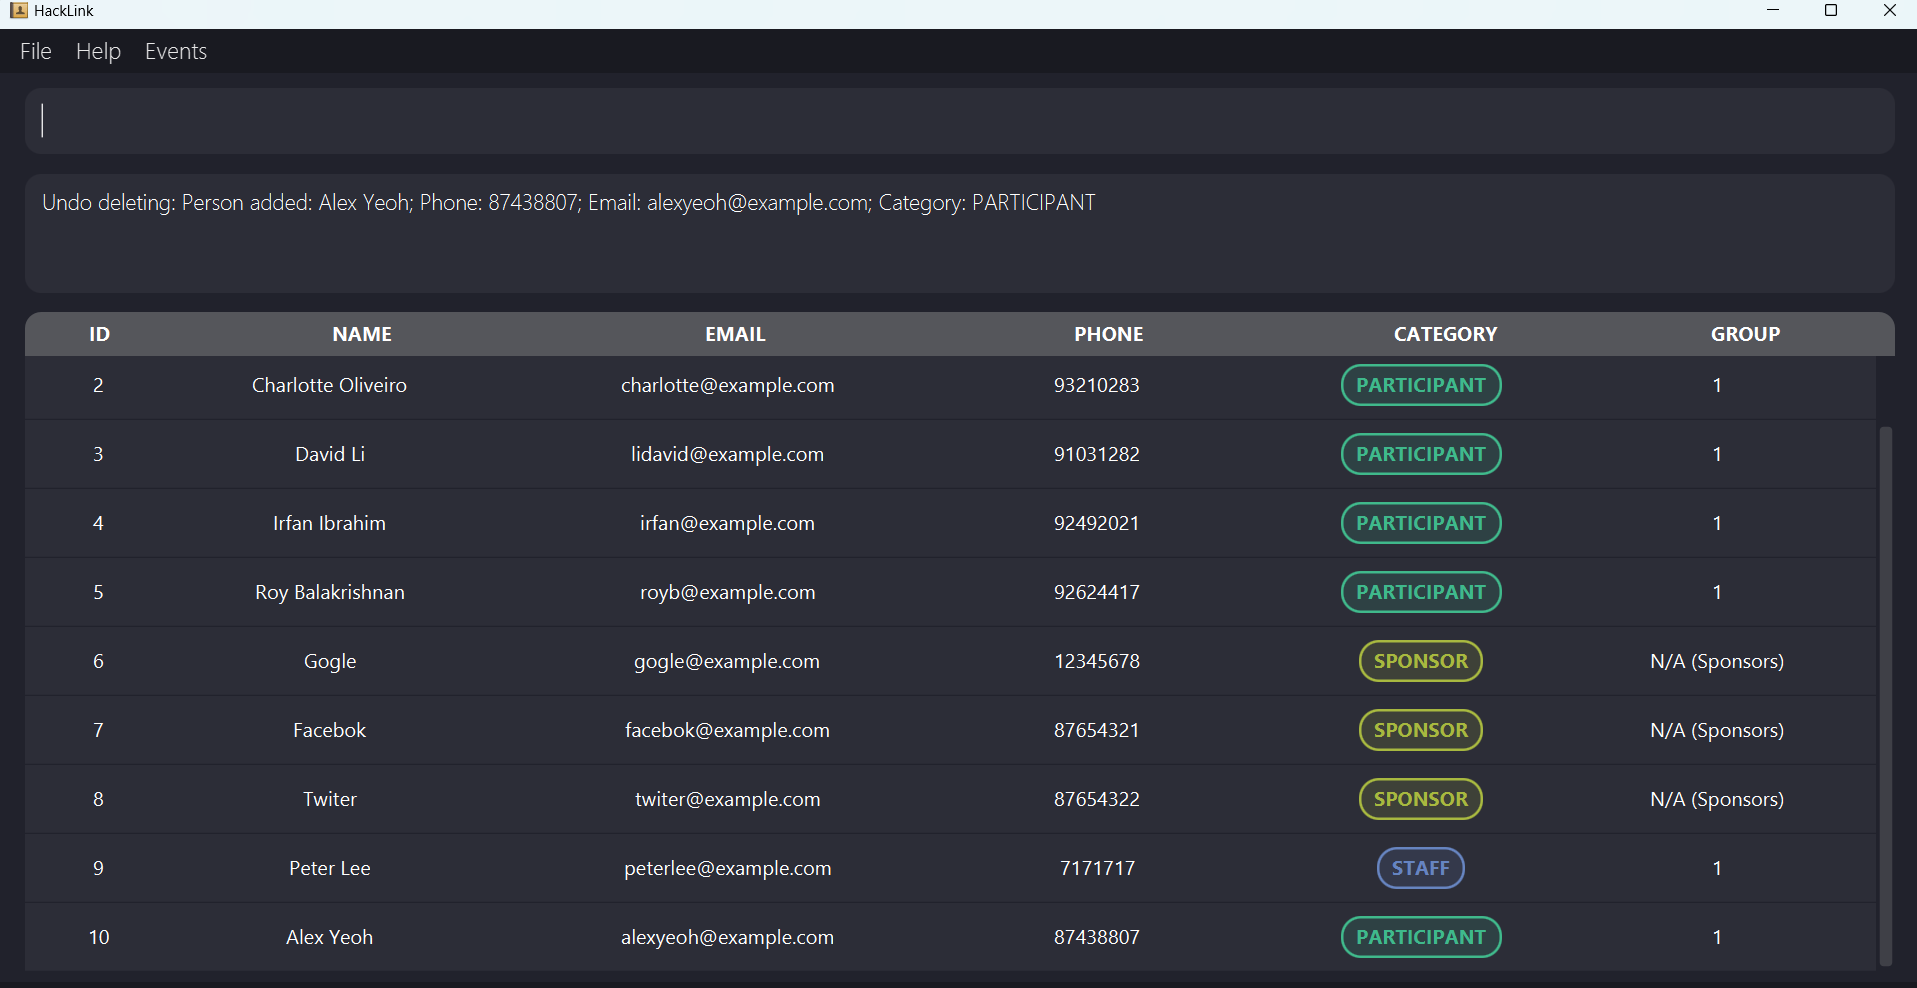 HackLink
File Help Events
Undo deleting: Person added: Alex Yeoh; Phone: 87438807; Email: alexyeoh@example.com; Category: PARTICIPANT
ID NAME EMAIL PHONE CATEGORY GROUP
2 Charlotte Oliveiro charlotte@example.com 93210283 PARTICIPANT 1
3 David Li lidavid@example.com 91031282 PARTICIPANT 1
4 Irfan Ibrahim irfan@example.com 92492021 PARTICIPANT 1
5 Roy Balakrishnan royb@example.com 92624417 PARTICIPANT 1
6 Gogle gogle@example.com 12345678 SPONSOR N/A (Sponsors)
7 Facebok facebok@example.com 87654321 SPONSOR N/A (Sponsors)
8 Twiter twiter@example.com 87654322 SPONSOR N/A (Sponsors)
9 Peter Lee peterlee@example.com 7171717 STAFF 1
10 Alex Yeoh alexyeoh@example.com 87438807 PARTICIPANT 1